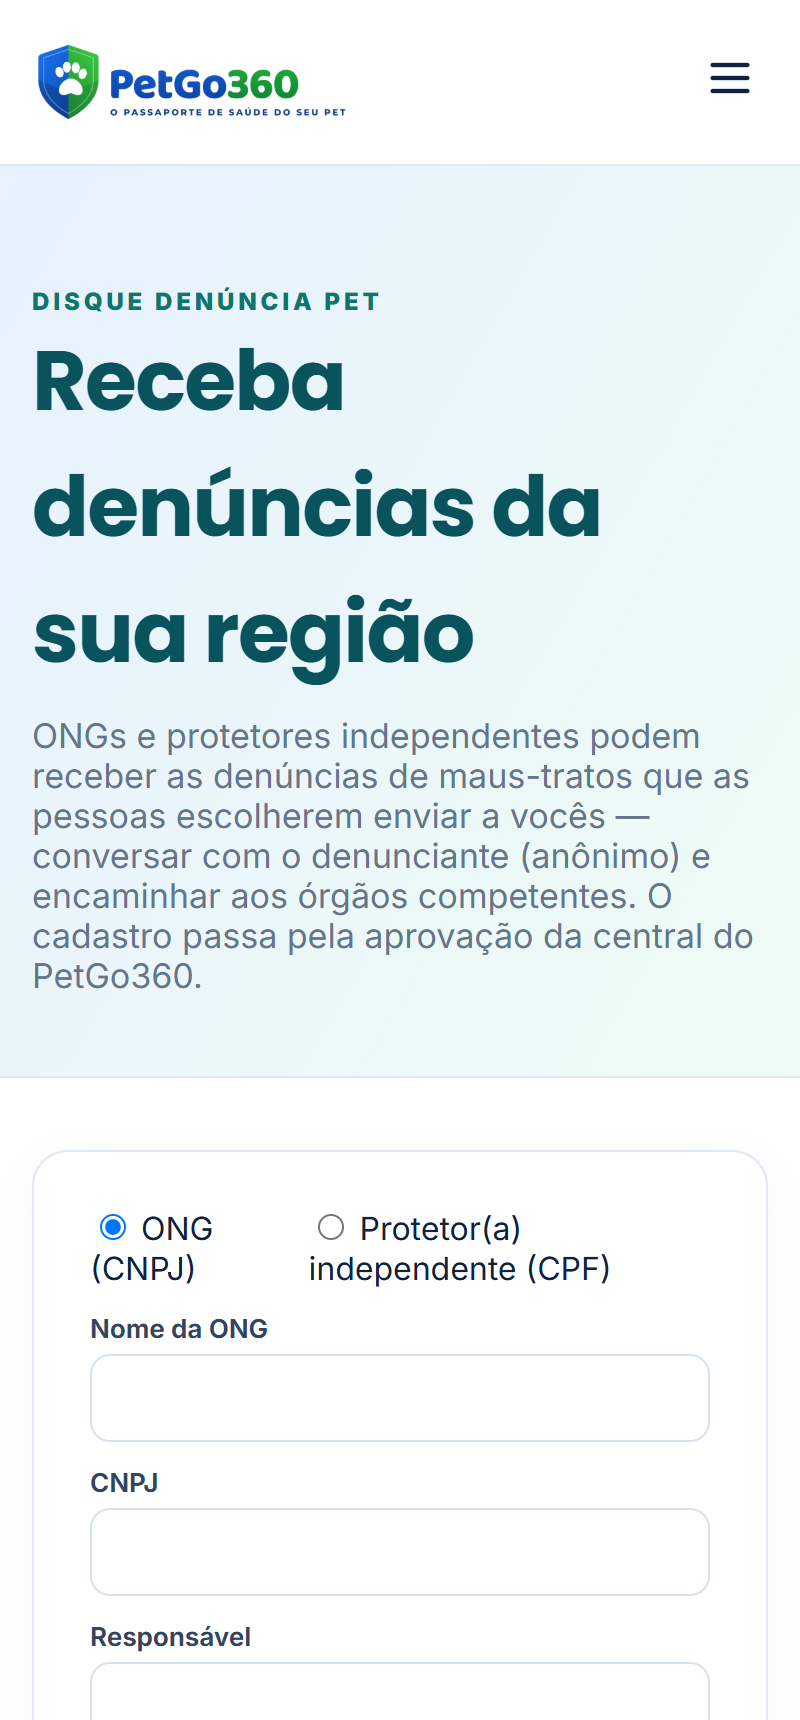 PetGo360
O PASSAPORTE DE SAÚDE DO SEU PET
DISQUE DENÚNCIA PET
Receba
denúncias da
sua região
ONGs e protetores independentes podem
receber as denúncias de maus-tratos que as
pessoas escolherem enviar a vocês —
conversar com o denunciante (anônimo) e
encaminhar aos órgãos competentes. O
cadastro passa pela aprovação da central do
PetGo360.
ONG
(CNPJ)
Protetor(a)
independente (CPF)
Nome da ONG
CNPJ
Responsável